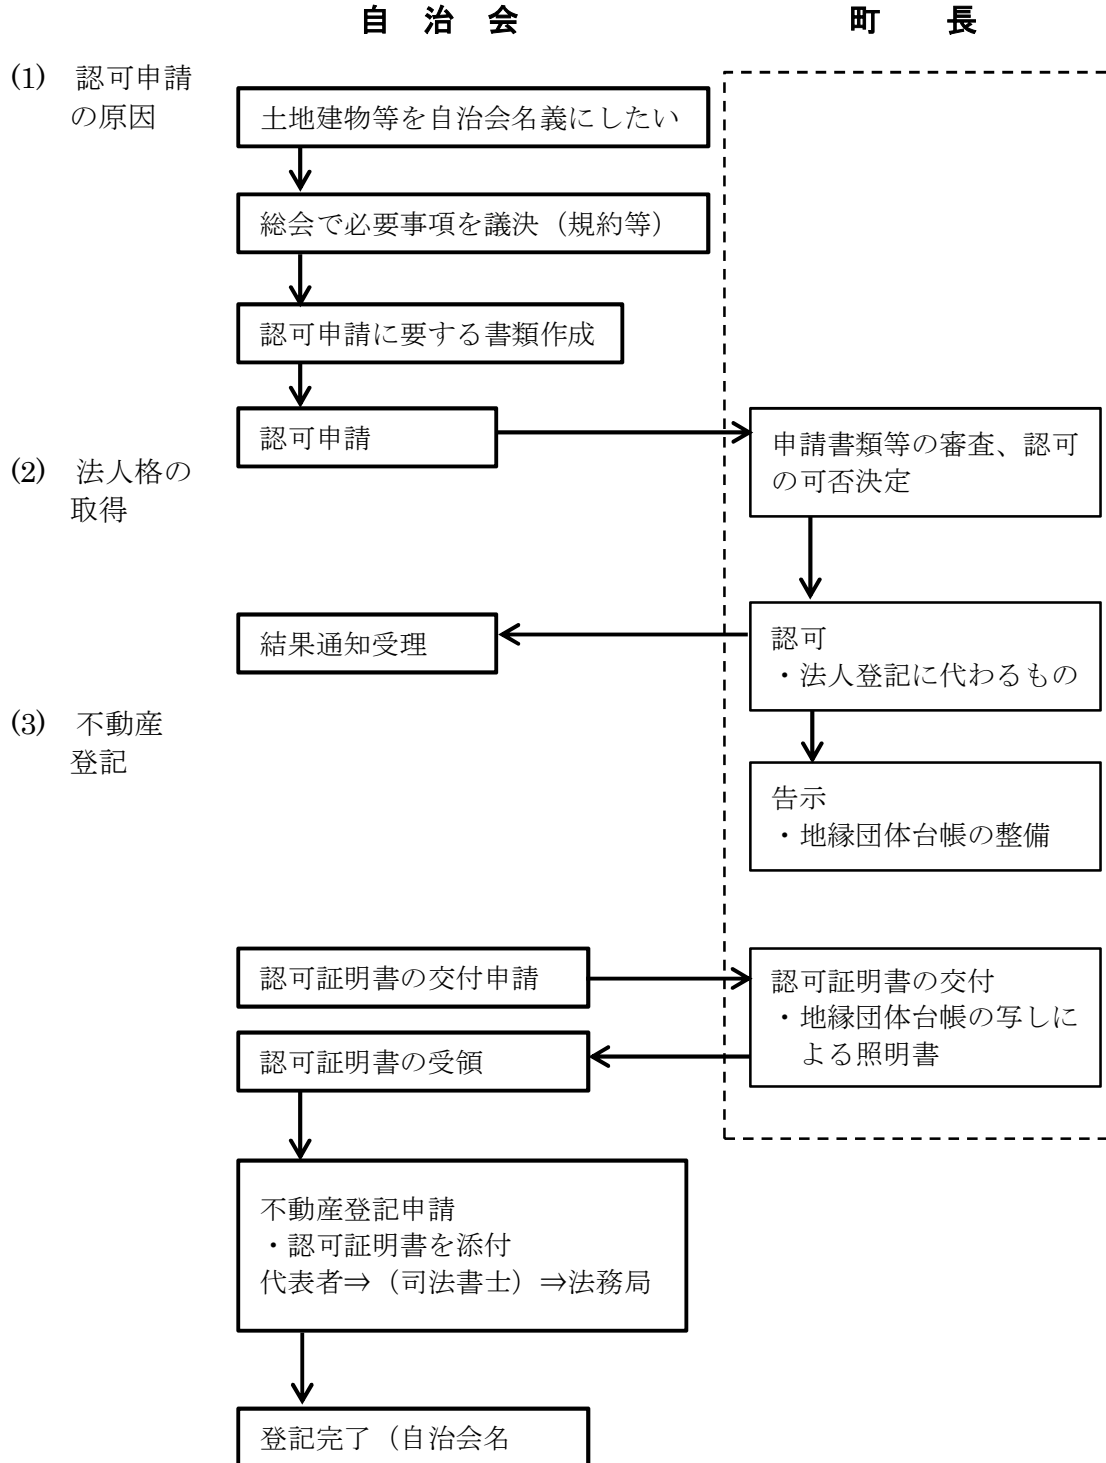 自　治　会
町　　長
(1)　認可申請
の原因
土地建物等を自治会名義にしたい
総会で必要事項を議決（規約等）
認可申請に要する書類作成
認可申請
申請書類等の審査、認可
の可否決定
(2)　法人格の
取得
結果通知受理
認可
・法人登記に代わるもの
(3)　不動産
登記
告示
・地縁団体台帳の整備
認可証明書の交付申請
認可証明書の交付
・地縁団体台帳の写しに
よる照明書
認可証明書の受領
不動産登記申請
・認可証明書を添付
代表者⇒（司法書士）⇒法務局
登記完了（自治会名